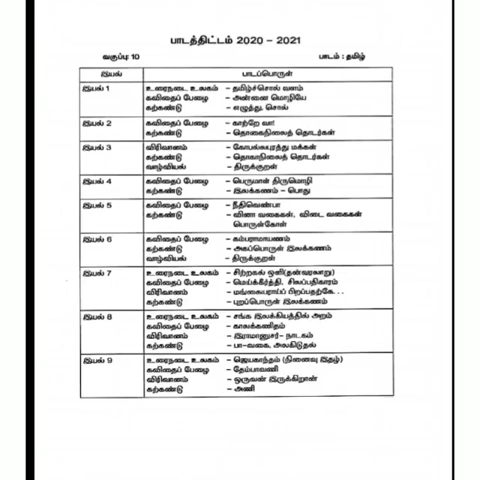 பாடத்திட்டம் 2020 – 2021
வகுப்பு: 10 பாடம் : தமிழ்
இயல் பாடப்பொருள்
இயல் 1 உரைநடை உலகம் – தமிழ்ச்சொல் வளம்
கவிதைப் பேழை – அன்னை மொழியே
கற்கண்டு – எழுத்து, சொல்
இயல் 2 கவிதைப் பேழை – காற்றே வா!
கற்கண்டு – தொகைநிலைத் தொடர்கள்
இயல் 3 விரிவானம் – கோபல்லபுரத்து மக்கள்
கற்கண்டு – தொகாநிலைத் தொடர்கள்
வாழ்வியல் – திருக்குறள்
இயல் 4 கவிதைப் பேழை – பெருமாள் திருமொழி
கற்கண்டு – இலக்கணம் – பொது
இயல் 5 கவிதைப் பேழை – நீதிவெண்பா
கற்கண்டு – வினா வகைகள், விடை வகைகள்
பொருள்கோள்
இயல் 6 கவிதைப் பேழை – கம்பராமாயணம்
கற்கண்டு – அகப்பொருள் இலக்கணம்
வாழ்வியல் – திருக்குறள்
இயல் 7 உரைநடை உலகம் – சிற்றகல் ஒளி(தன்வரலாறு)
கவிதைப் பேழை – மெய்க்கீர்த்தி, சிலப்பதிகாரம்
விரிவானம் – மங்கையராய்ப் பிறப்பதற்கே...
கற்கண்டு – புறப்பொருள் இலக்கணம்
இயல் 8 உரைநடை உலகம் – சங்க இலக்கியத்தில் அறம்
கவிதைப் பேழை – காலக்கணிதம்
விரிவானம் – இராமானுசர்- நாடகம்
கற்கண்டு – பா-வகை, அலகிடுதல்
இயல் 9 உரைநடை உலகம் – ஜெயகாந்தம் (நினைவு இதழ்)
கவிதைப் பேழை – தேம்பாவணி
விரிவானம் – ஒருவன் இருக்கிறான்
கற்கண்டு – அணி